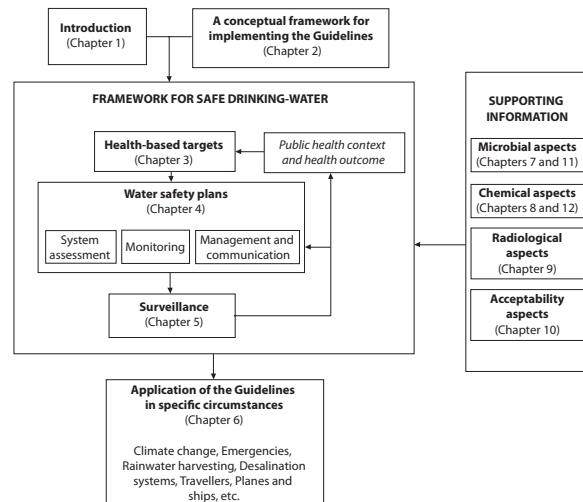 Introduction
(Chapter 1)
A conceptual framework for
implementing the Guidelines
(Chapter 2)
FRAMEWORK FOR SAFE DRINKING-WATER
Health-based targets
(Chapter 3)
Public health context
and health outcome
Water safety plans
(Chapter 4)
System
assessment
Monitoring
Management and
communication
Surveillance
(Chapter 5)
SUPPORTING
INFORMATION
Microbial aspects
(Chapters 7 and 11)
Chemical aspects
(Chapters 8 and 12)
Radiological
aspects
(Chapter 9)
Acceptability
aspects
(Chapter 10)
Application of the Guidelines
in specific circumstances
(Chapter 6)
Climate change, Emergencies,
Rainwater harvesting, Desalination
systems, Travellers, Planes and
ships, etc.